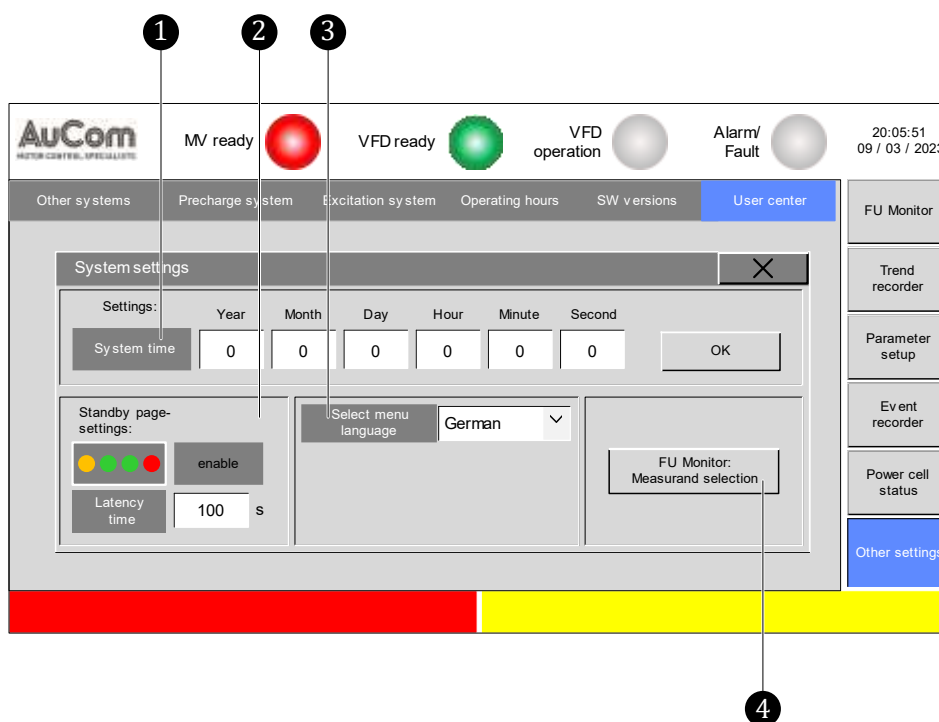 1 2 3
AuCom
MOTOR CONTROL SPECIALISTS
MV ready
VFD ready
VFD
operation
Alarm/
Fault
20:05:51
09 / 03 / 2023
Other systems
Precharge system
Excitation system
Operating hours
SW versions
User center
FU Monitor
Trend
recorder
Parameter
setup
Event
recorder
Power cell
status
Other settings
System settings
Settings:
Year Month Day Hour Minute Second
System time 0 0 0 0 0 0 OK
Standby page-
settings:
enable
Latency
time
100 s
Select menu
language
German
FU Monitor:
Measurand selection
4